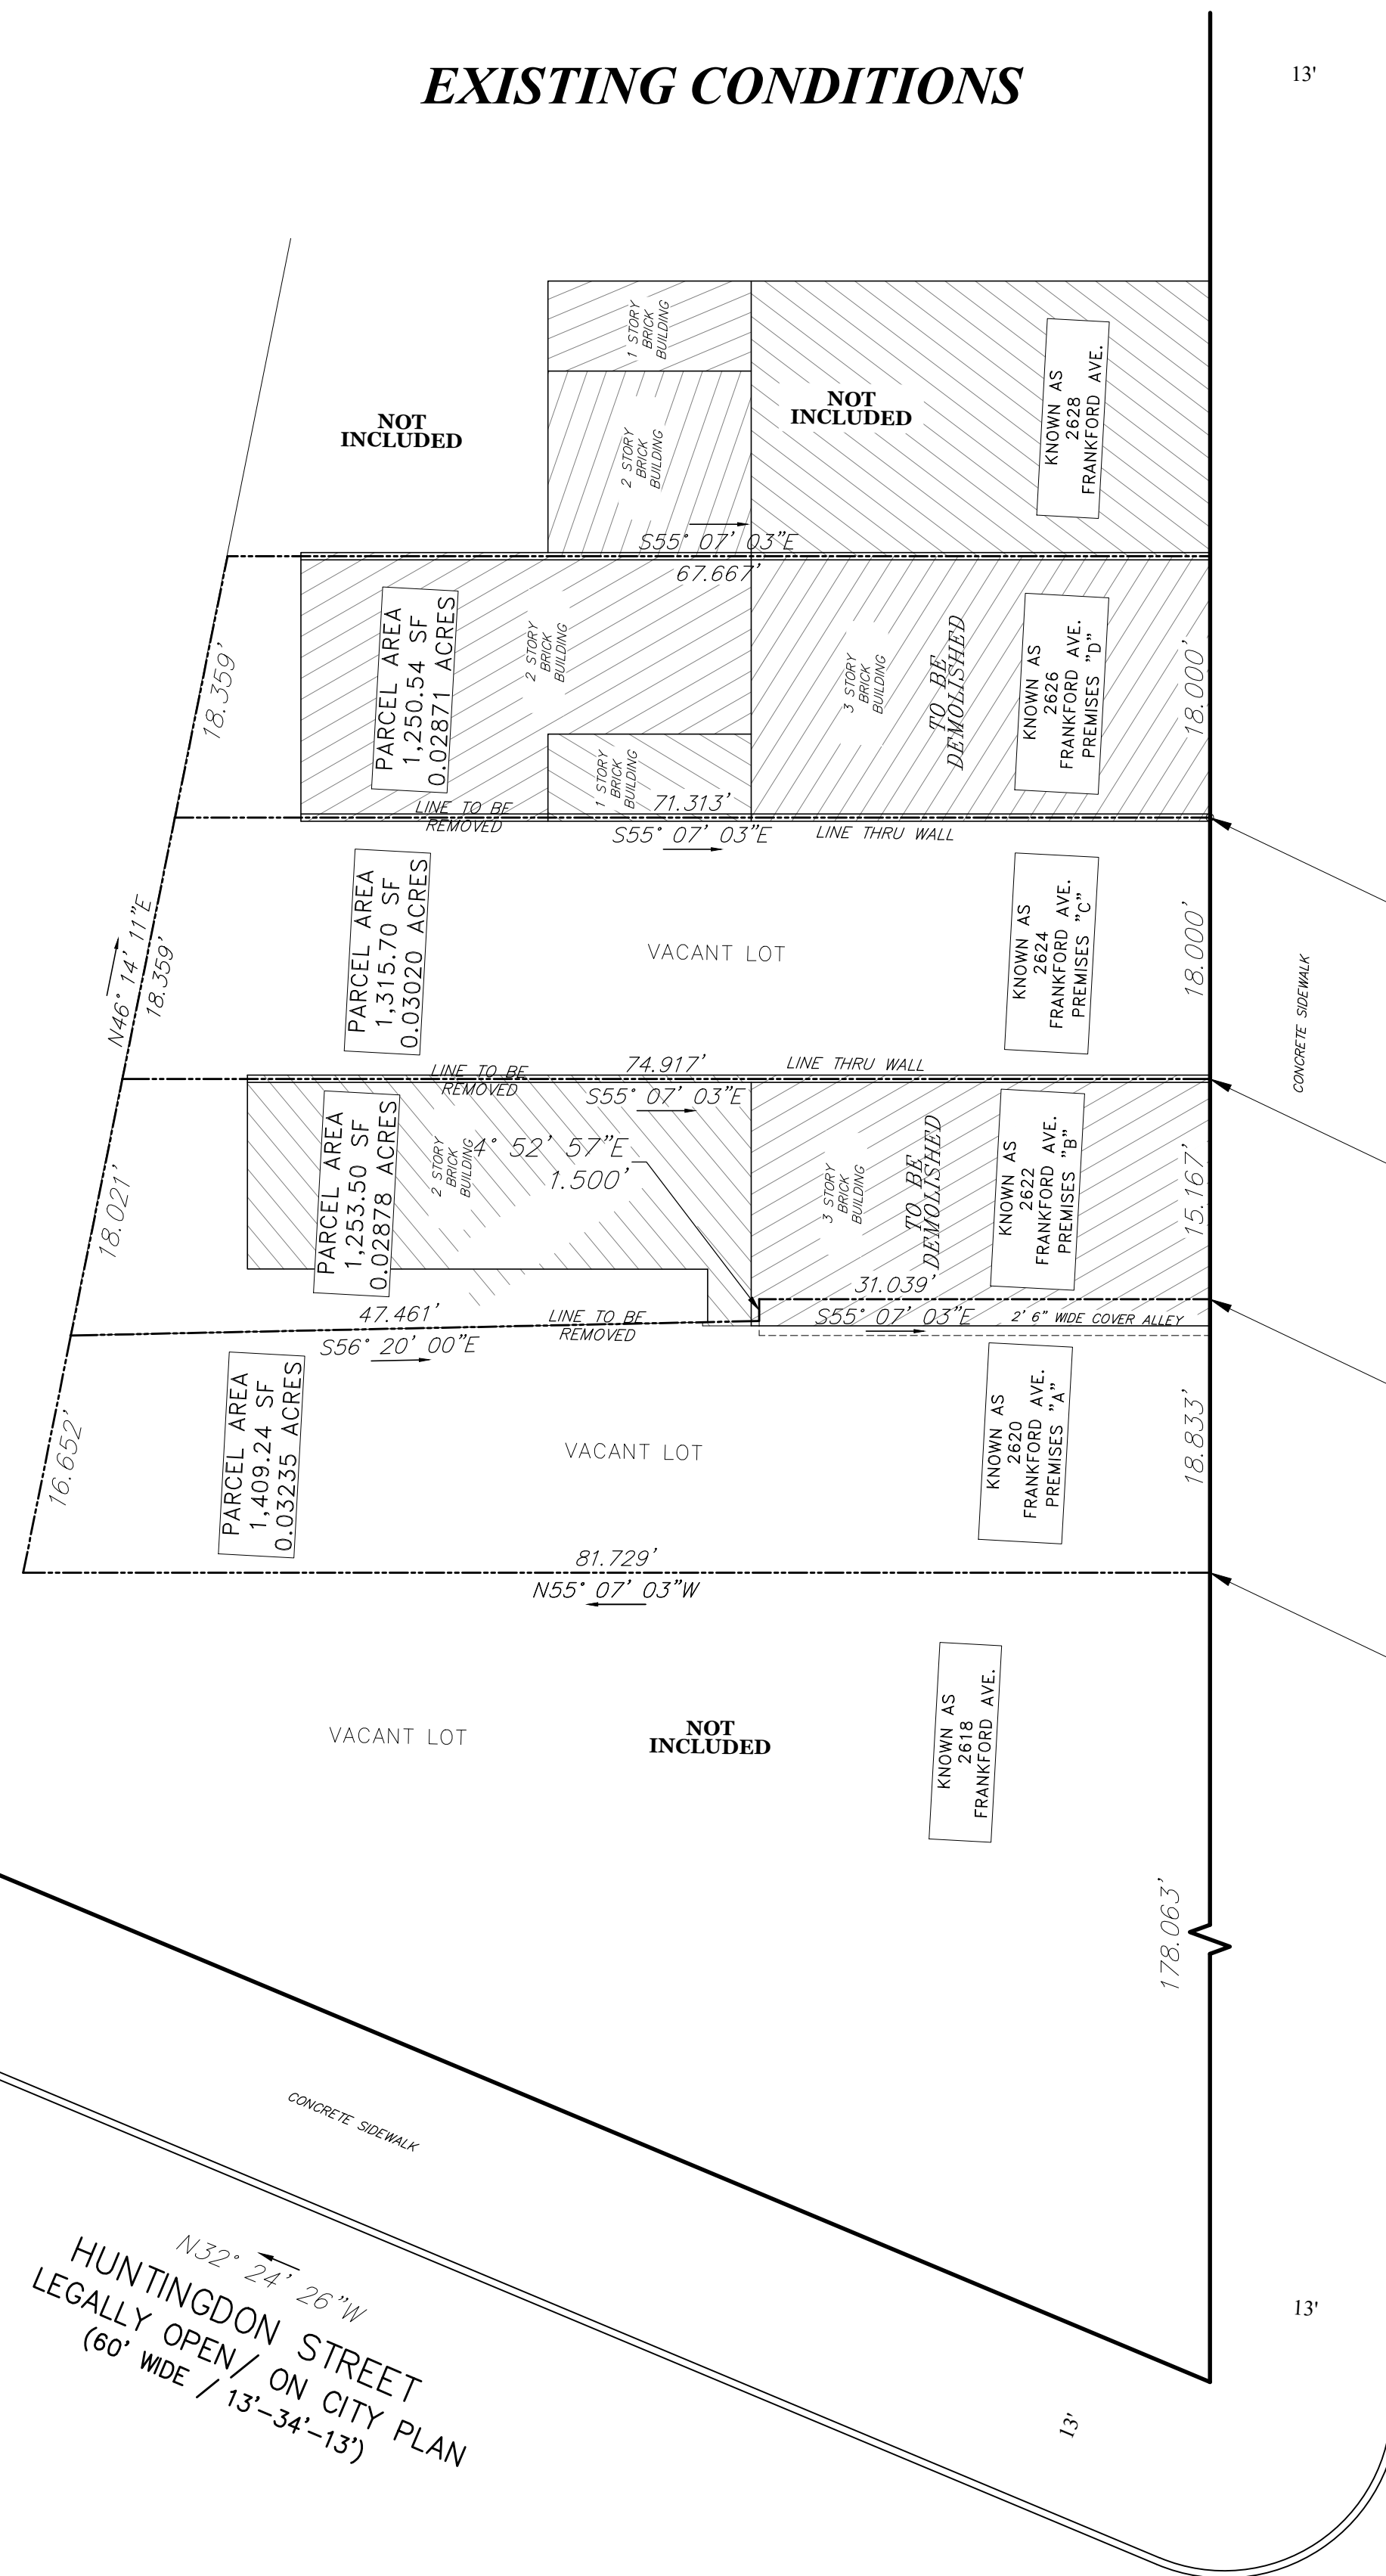 EXISTING CONDITIONS
13'
1 STORY
BRICK
BUILDING
NOT
INCLUDED
NOT
INCLUDED
KNOWN AS
2628
FRANKFORD AVE.
2 STORY
BRICK
BUILDING
S55° 07' 03"E
67.667'
18.359'
PARCEL AREA
1,250.54 SF
0.02871 ACRES
2 STORY
BRICK
BUILDING
3 STORY
BRICK
BUILDING
TO BE
DEMOLISHED
KNOWN AS
2626
FRANKFORD AVE.
PREMISES "D"
18.000'
1 STORY
BRICK
BUILDING
LINE TO BE
REMOVED
71.313'
S55° 07' 03"E
LINE THRU WALL
N46° 14' 11"E
18.359'
PARCEL AREA
1,315.70 SF
0.03020 ACRES
VACANT LOT
KNOWN AS
2624
FRANKFORD AVE.
PREMISES "C"
18.000'
CONCRETE SIDEWALK
LINE TO BE
REMOVED
74.917'
S55° 07' 03"E
LINE THRU WALL
18.021'
PARCEL AREA
1,253.50 SF
0.02878 ACRES
2 STORY
BRICK
BUILDING
4° 52' 57"E
1.500'
3 STORY
BRICK
BUILDING
TO BE
DEMOLISHED
KNOWN AS
2622
FRANKFORD AVE.
PREMISES "B"
15.167'
47.461'
S56° 20' 00"E
LINE TO BE
REMOVED
31.039'
S55° 07' 03"E
2' 6" WIDE COVER ALLEY
16.652'
PARCEL AREA
1,409.24 SF
0.03235 ACRES
VACANT LOT
KNOWN AS
2620
FRANKFORD AVE.
PREMISES "A"
18.833'
81.729'
N55° 07' 03"W
VACANT LOT
NOT
INCLUDED
KNOWN AS
2618
FRANKFORD AVE.
178.063'
CONCRETE SIDEWALK
N32° 24' 26"W
HUNTINGDON STREET
LEGALLY OPEN/ ON CITY PLAN
(60' WIDE / 13'-34'-13')
13'
13'